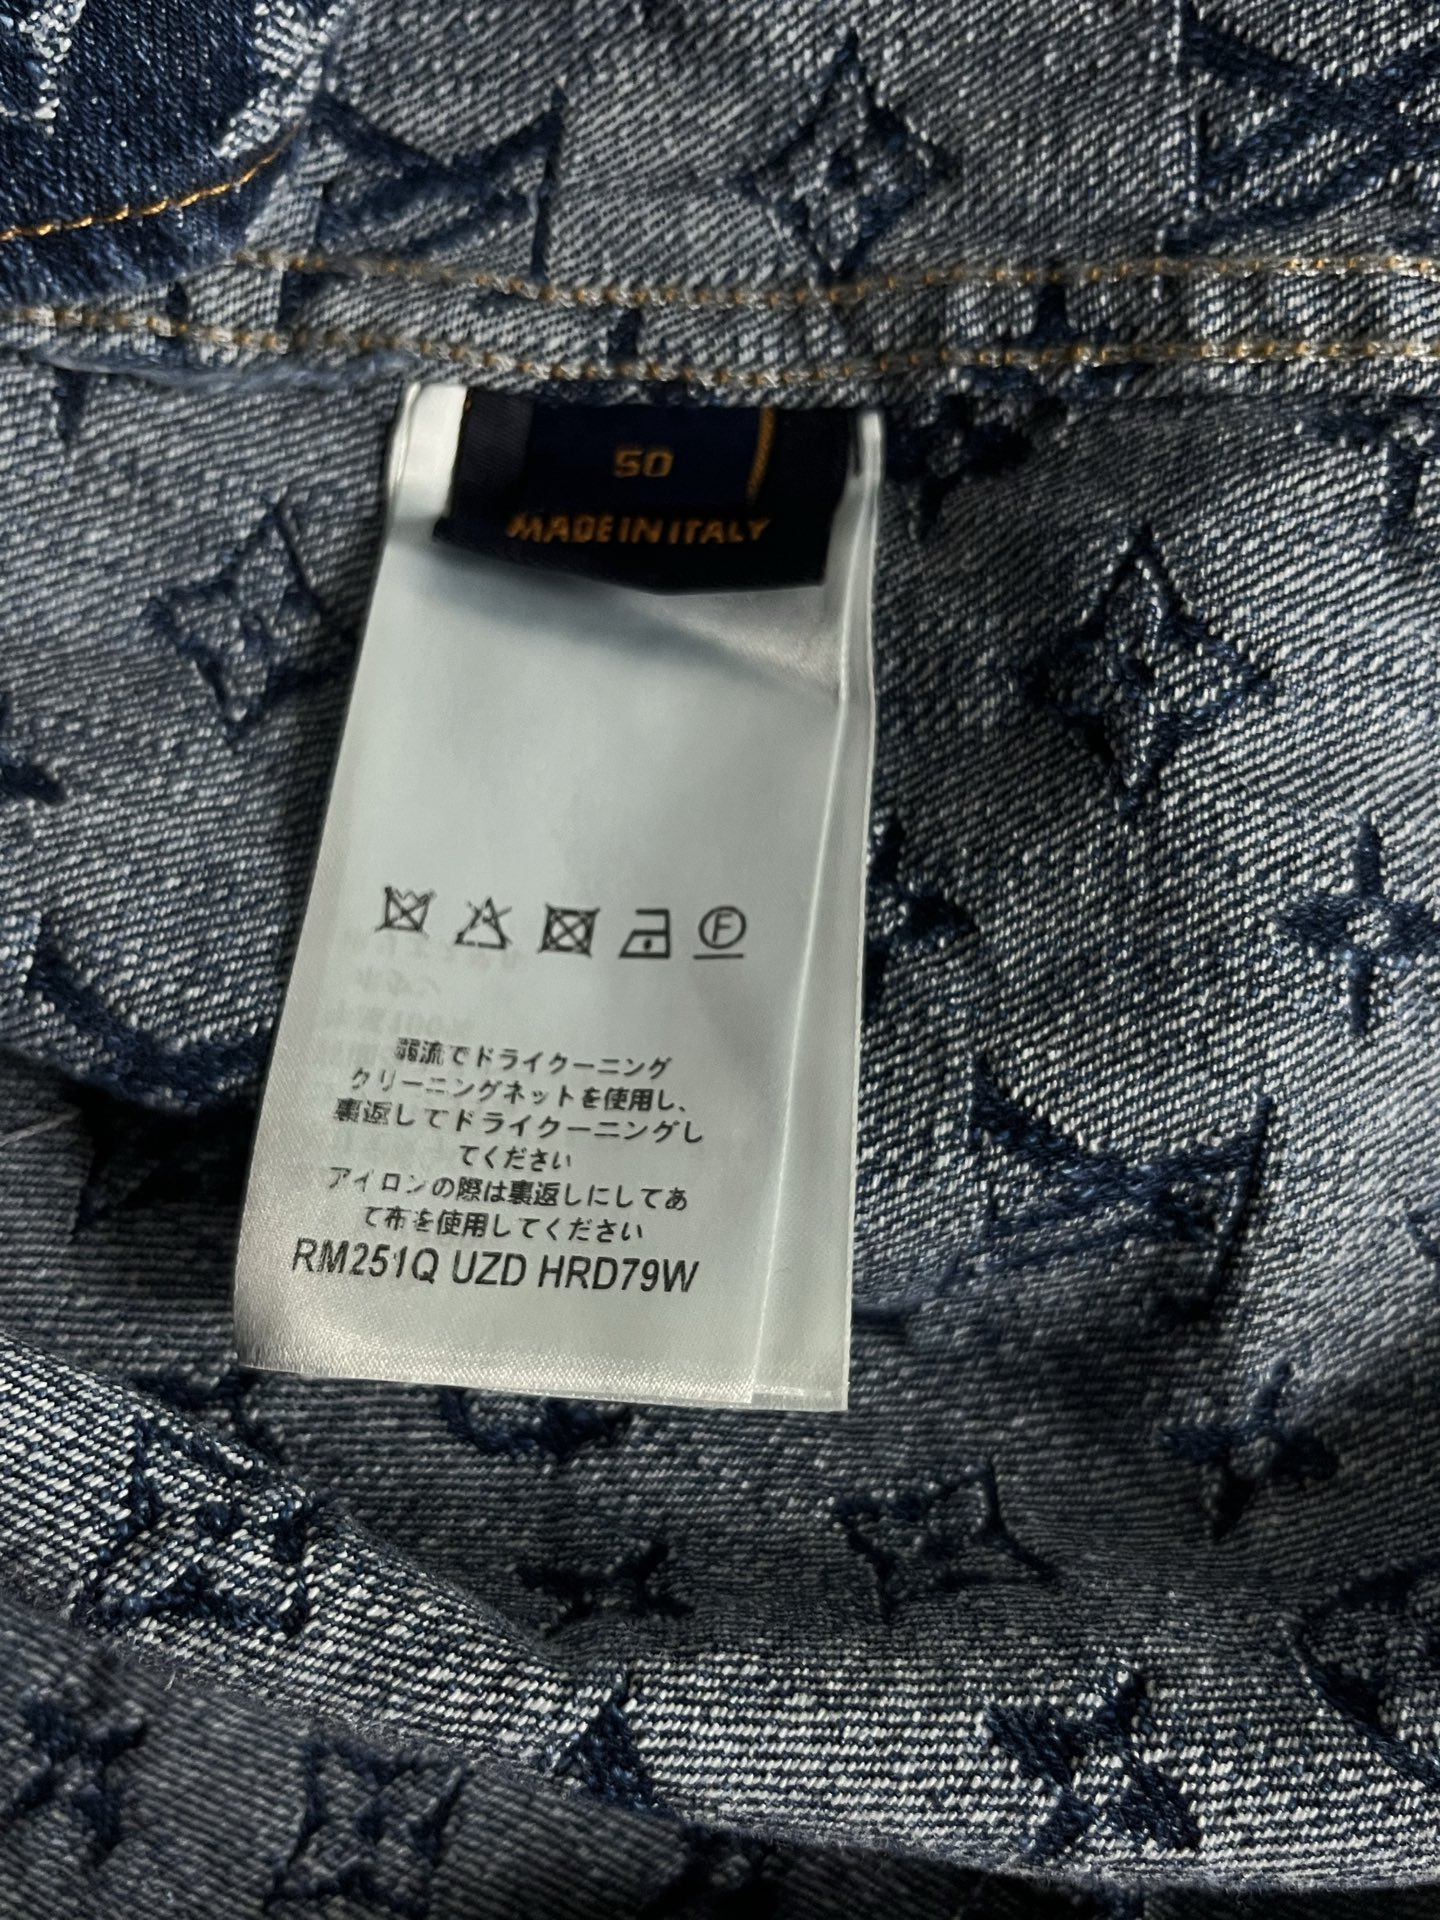 50
MADE IN ITALY
F
弱流でドライクーニング
クリーニングネットを使用し、
裏返してドライクーニングし
てください
アイロンの際は裏返しにしてあ
て布を使用してください
RM251Q UZD HRD79W